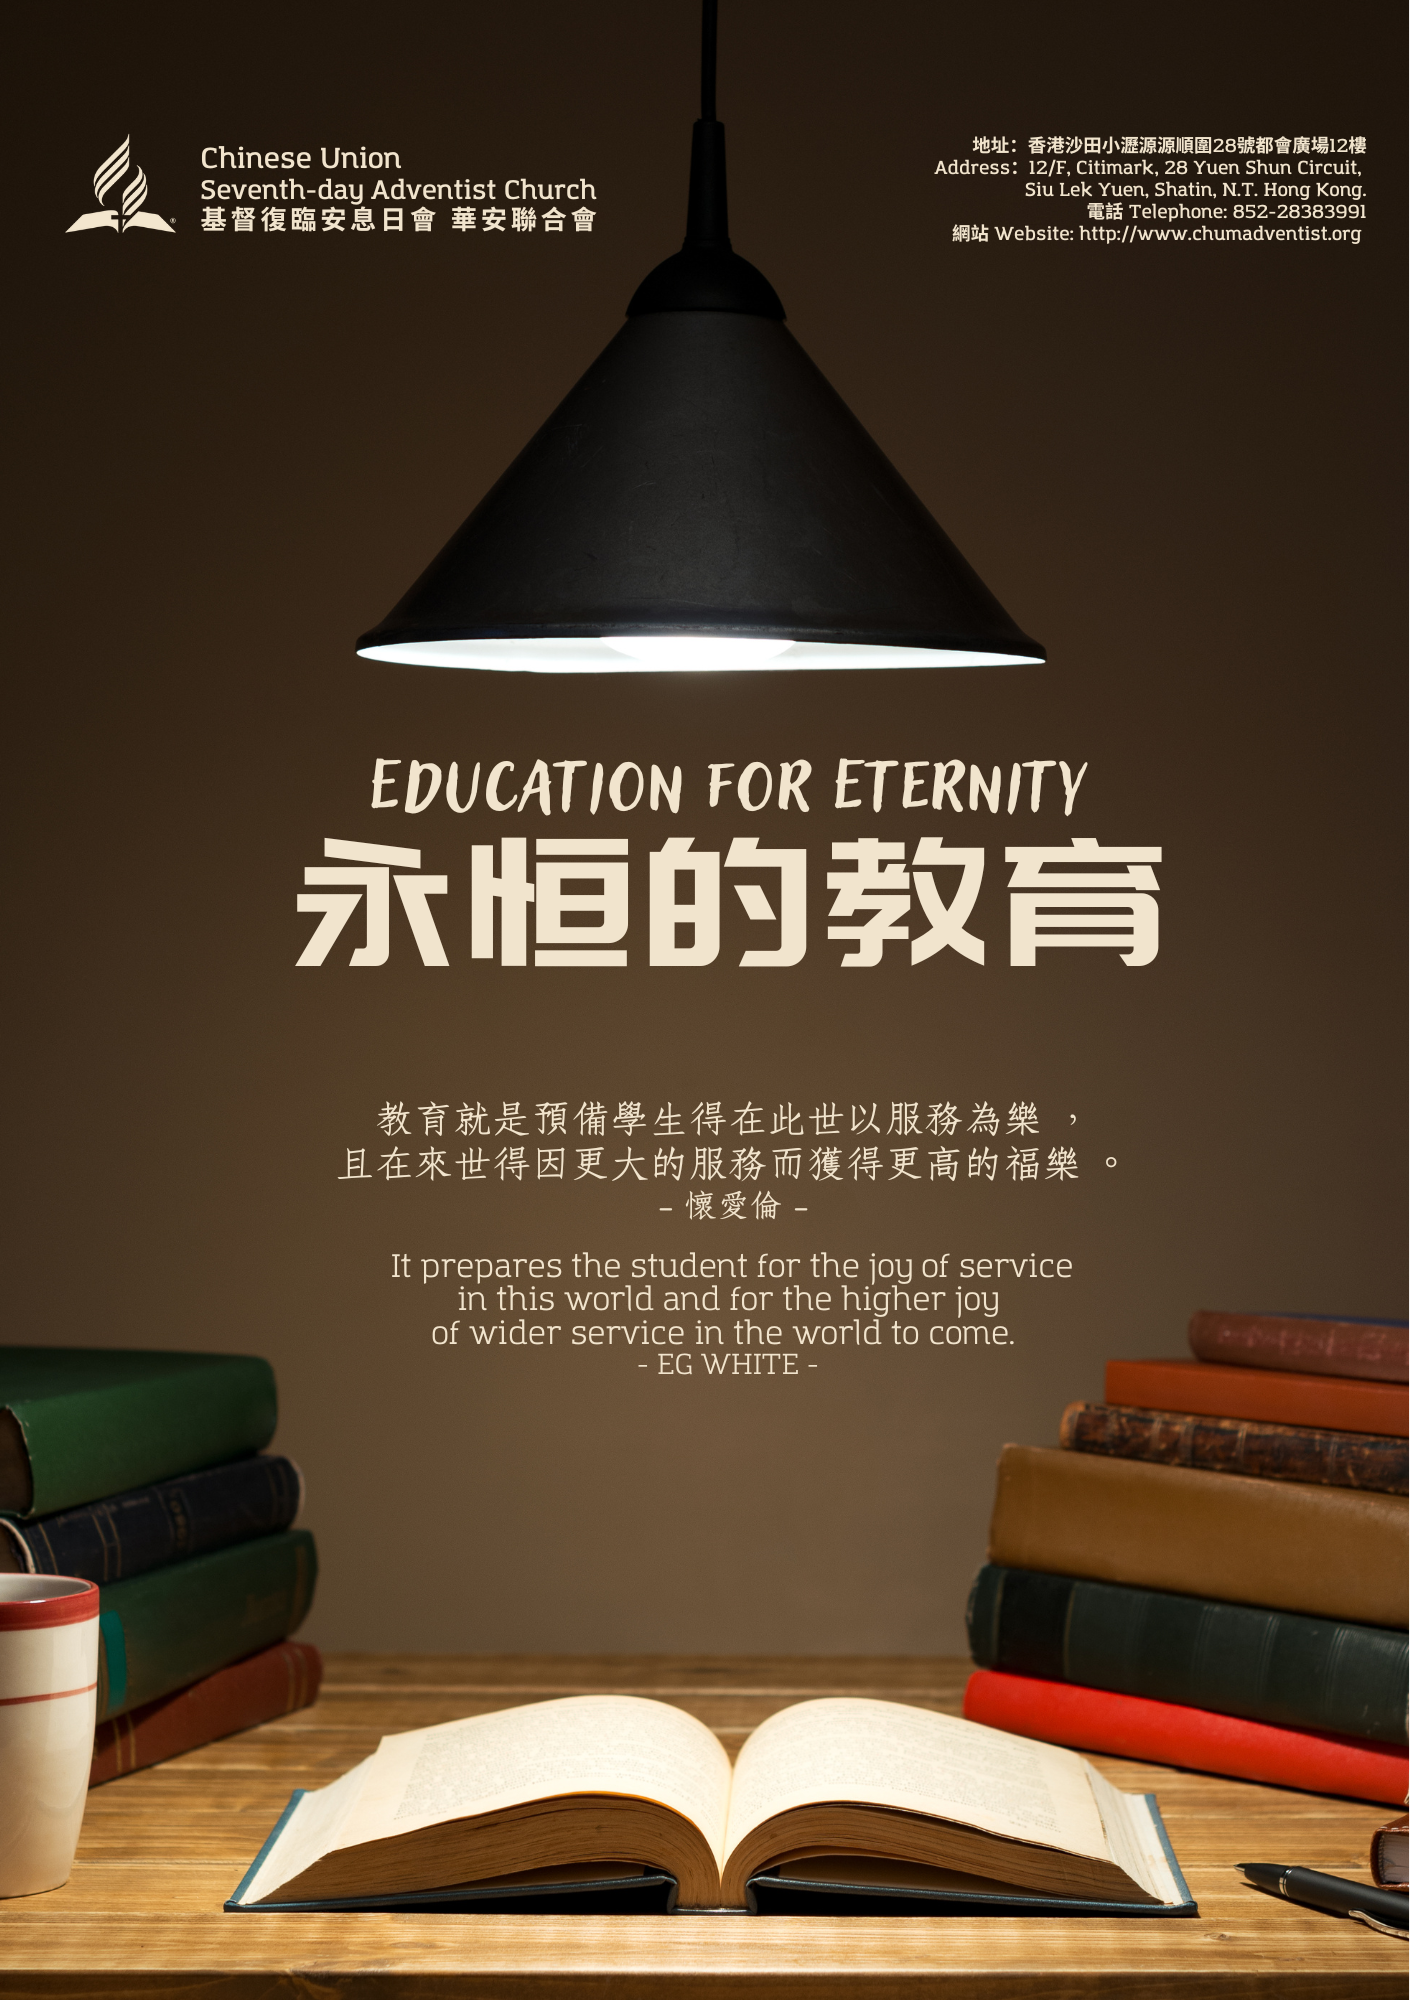 Chinese Union
Seventh-day Adventist Church
基督復臨安息日會 華安聯合會
地址：香港沙田小瀝源源順圍28號都會廣場12樓
Address：12/F, Citimark, 28 Yuen Shun Circuit,
Siu Lek Yuen, Shatin, N.T. Hong Kong.
電話 Telephone: 852-28383991
網站 Website: http://www.chumadventist.org
EDUCATION FOR ETERNITY
永恒的教育
教育就是預備學生得在此世以服務為樂 ，
且在來世得因更大的服務而獲得更高的福樂 。
– 懷愛倫 –
It prepares the student for the joy of service
in this world and for the higher joy
of wider service in the world to come.
- EG WHITE -